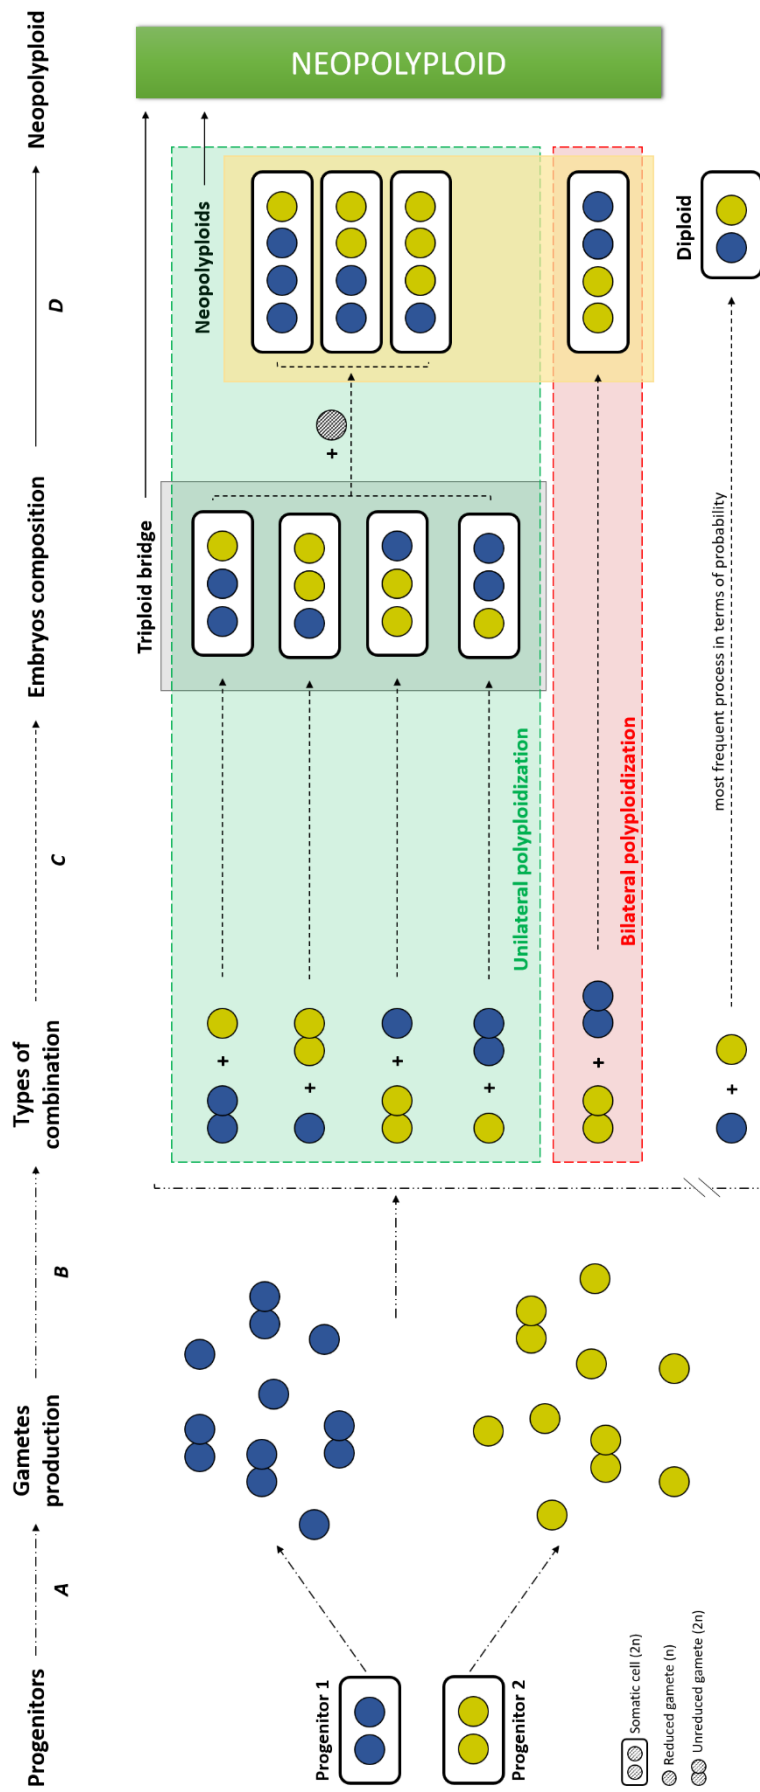 Progenitors
A
Gametes
production
B
Types of
combination
C
Embryos composition
D
Neopolyploid
Triploid bridge
Neopolyploids
NEOPOLYPLOID
Progenitor 1
Progenitor 2
+
+
+
+
+
Unilateral polyploidization
+
Bilateral polyploidization
+
most frequent process in terms of probability
Diploid
Somatic cell (2n)
Reduced gamete (n)
Unreduced gamete (2n)